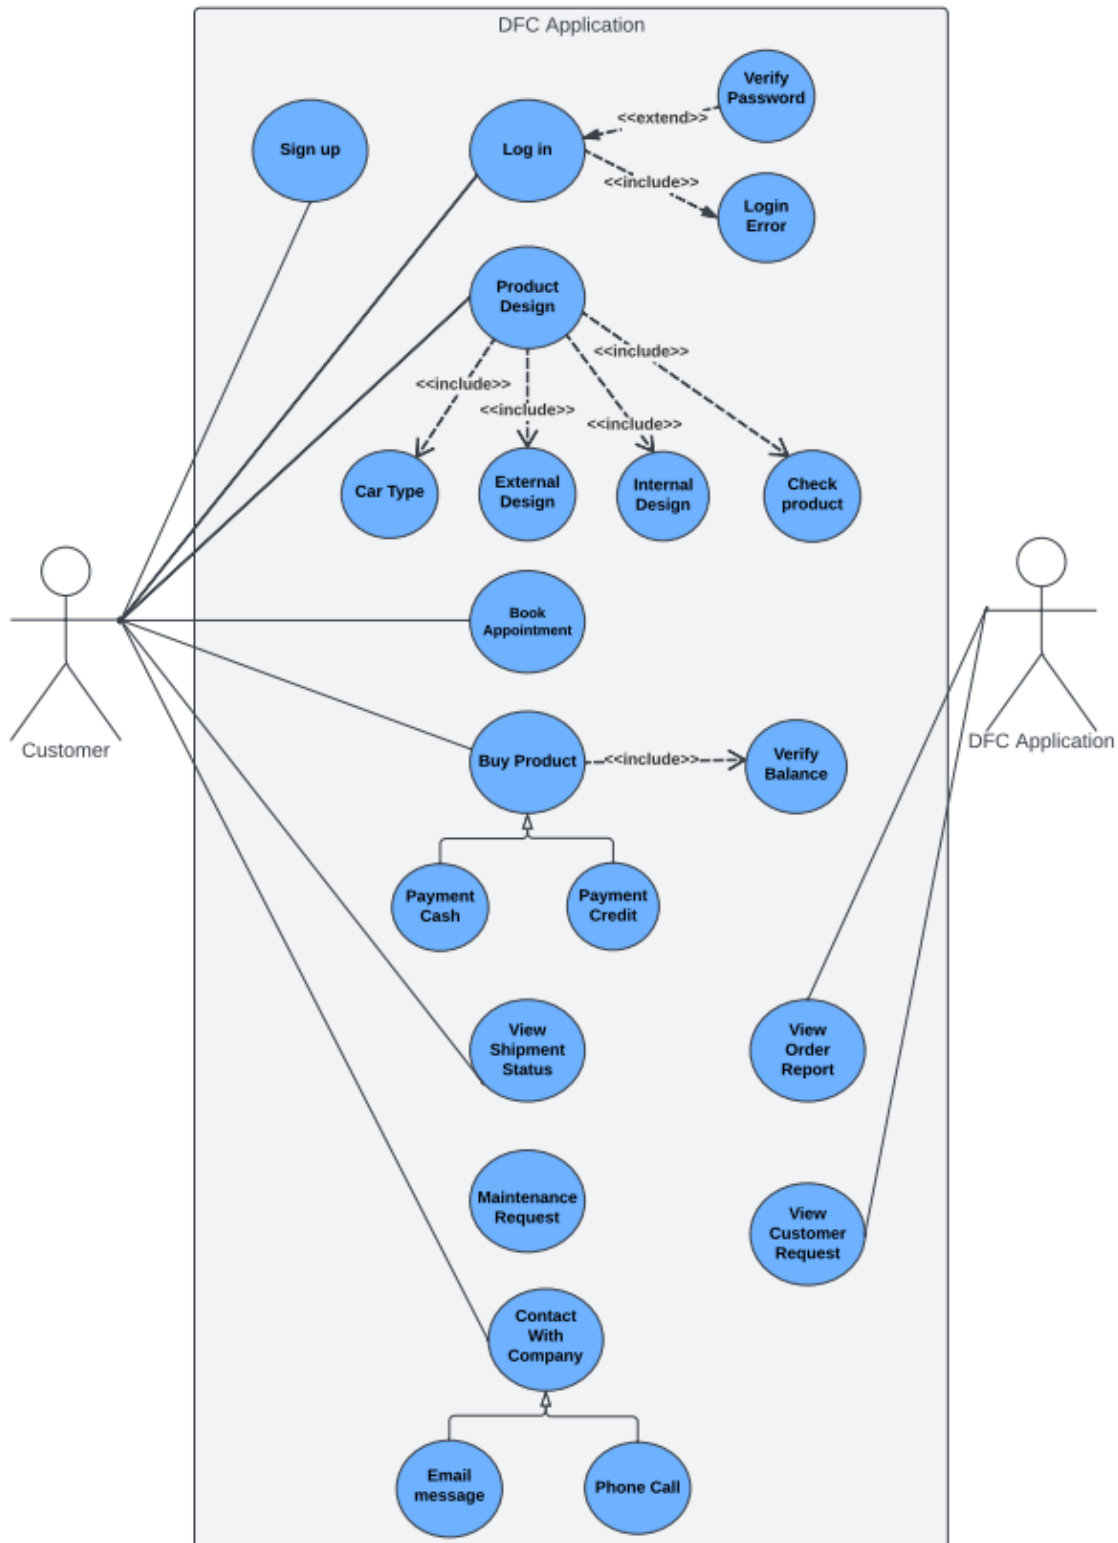 DFC Application
Verify
Password
<<extend>>
Sign up
Log in
<<include>>
Login
Error
Product
Design
<<include>>
<<include>>
<<include>>
<<include>>
Car Type
External
Design
Internal
Design
Check
product
Book
Appointment
Customer
DFC Application
Buy Product
<<include>>
Verify
Balance
Payment
Cash
Payment
Credit
View
Shipment
Status
View
Order
Report
Maintenance
Request
View
Customer
Request
Contact
With
Company
Email
message
Phone Call